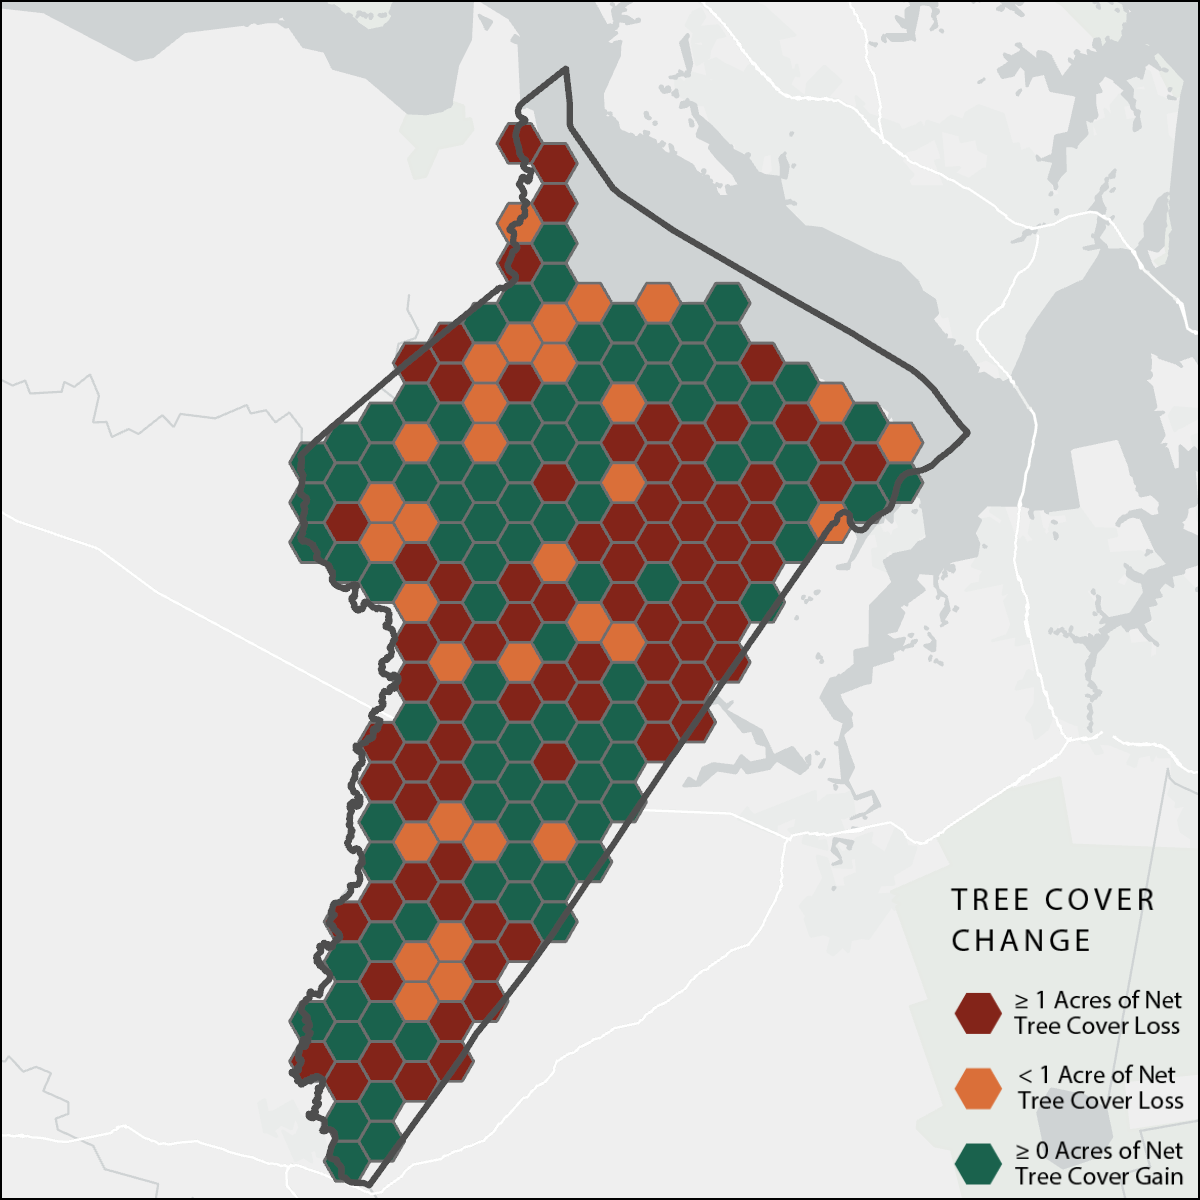 TREE COVER
CHANGE
≥ 1 Acres of Net
Tree Cover Loss
< 1 Acre of Net
Tree Cover Loss
≥ 0 Acres of Net
Tree Cover Gain